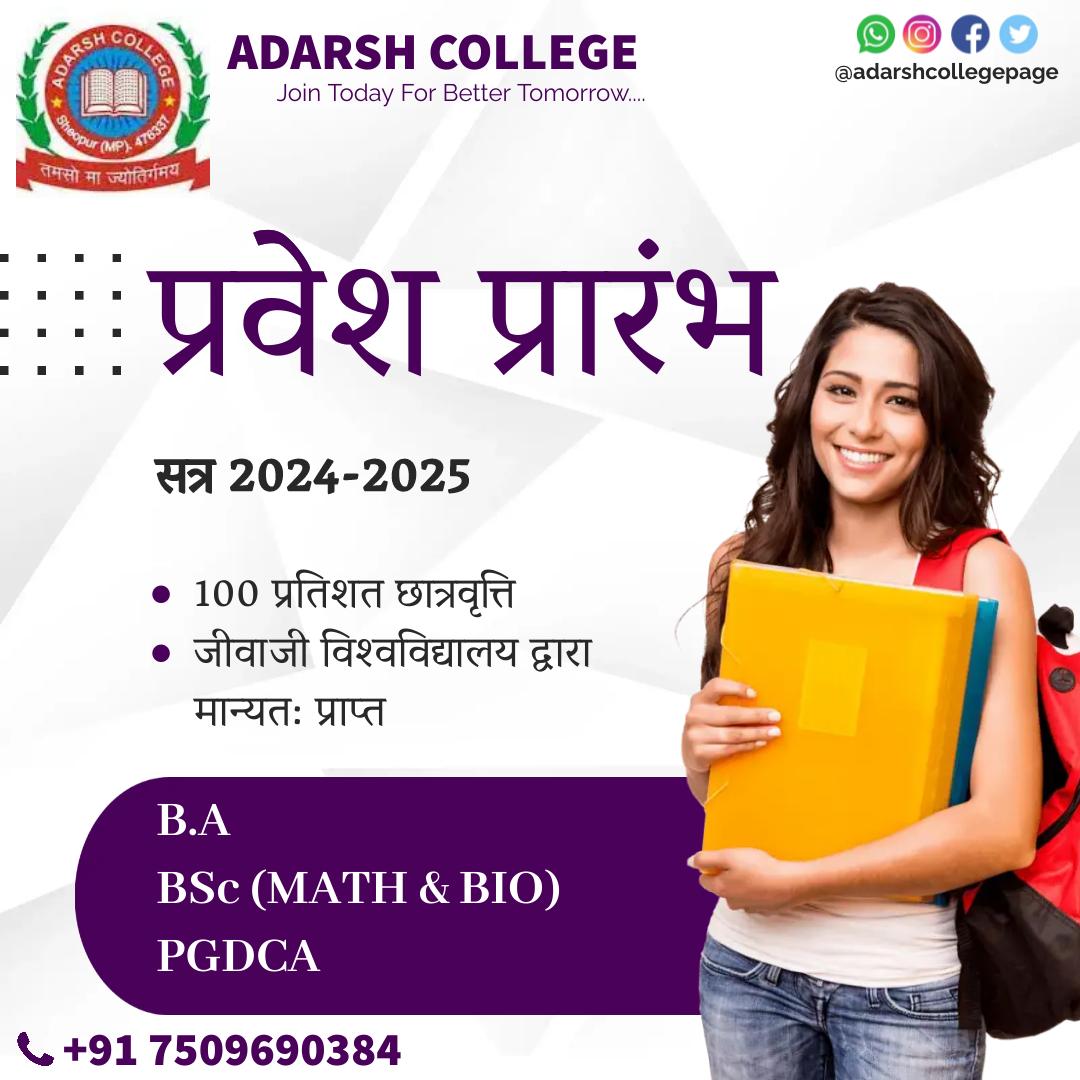 ADARSH COLLEGE
Sheopur (MP). 476337
तमसो मा ज्योतिर्गमय
ADARSH COLLEGE
Join Today For Better Tomorrow....
@adarshcollegepage
प्रवेश प्रारंभ
सत्र 2024-2025
• 100 प्रतिशत छात्रवृत्ति
• जीवाजी विश्वविद्यालय द्वारा
मान्यत: प्राप्त
B.A
BSc (MATH & BIO)
PGDCA
+91 7509690384